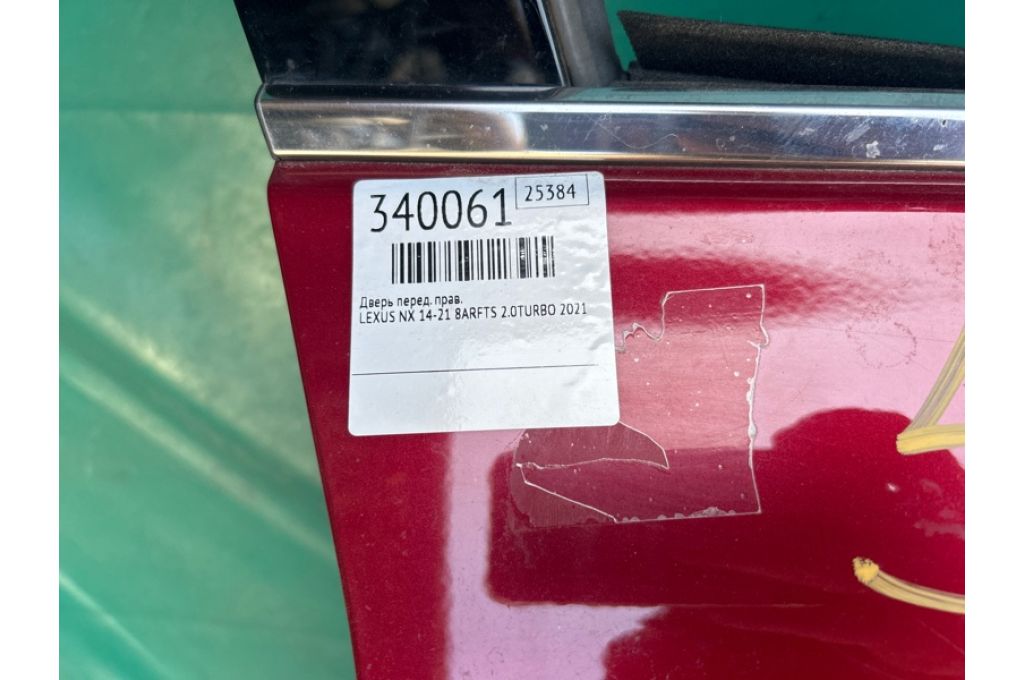 340061 25384
Дверь перед. прав.
LEXUS NX 14-21 8ARFTS 2.0TURBO 2021